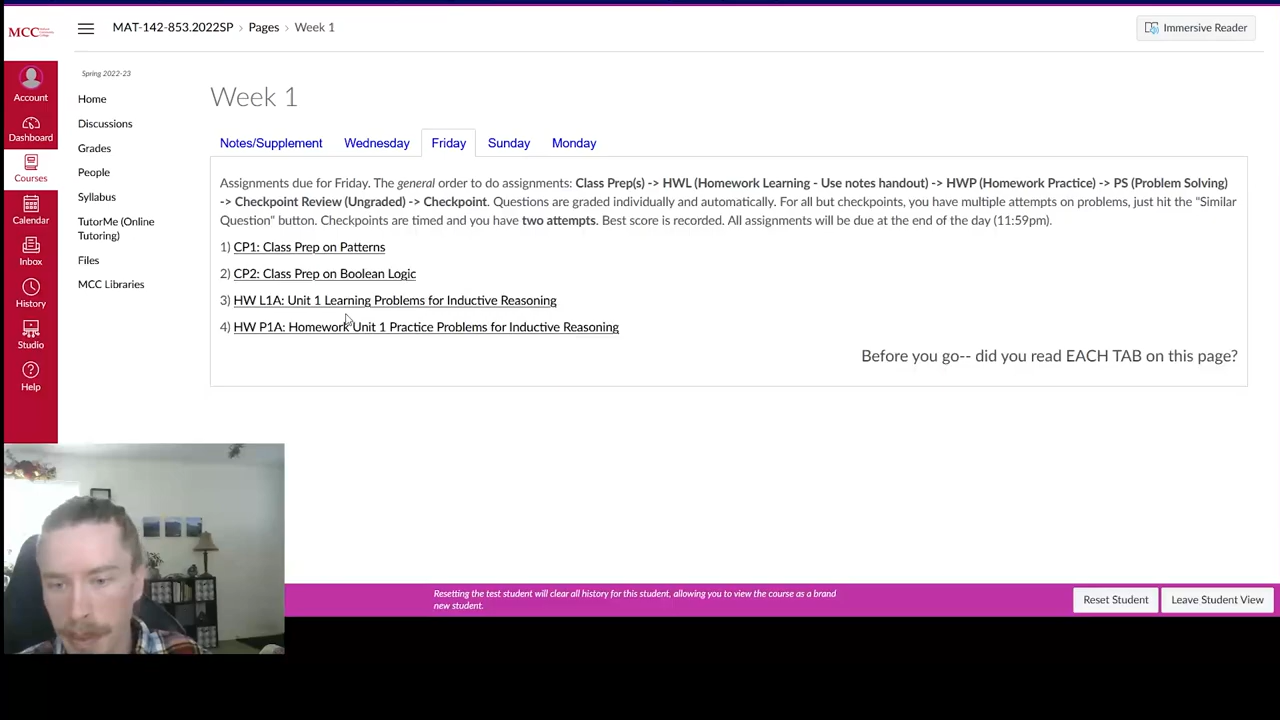 MCC
MAT-142-853.2022SP > Pages > Week 1
Immersive Reader
Account
Dashboard
Courses
Calendar
Inbox
History
Studio
Help
Spring 2022-23
Home
Discussions
Grades
People
Syllabus
TutorMe (Online
Tutoring)
Files
MCC Libraries
Week 1
Notes/Supplement Wednesday Friday Sunday Monday
Assignments due for Friday. The general order to do assignments: Class Prep(s) -> HWL (Homework Learning - Use notes handout) -> HWP (Homework Practice) -> PS (Problem Solving)
-> Checkpoint Review (Ungraded) -> Checkpoint. Questions are graded individually and automatically. For all but checkpoints, you have multiple attempts on problems, just hit the "Similar
Question" button. Checkpoints are timed and you have two attempts. Best score is recorded. All assignments will be due at the end of the day (11:59pm).
1) CP1: Class Prep on Patterns
2) CP2: Class Prep on Boolean Logic
3) HW L1A: Unit 1 Learning Problems for Inductive Reasoning
4) HW P1A: Homework Unit 1 Practice Problems for Inductive Reasoning
Before you go-- did you read EACH TAB on this page?
Resetting the test student will clear all history for this student, allowing you to view the course as a brand
new student.
Reset Student
Leave Student View